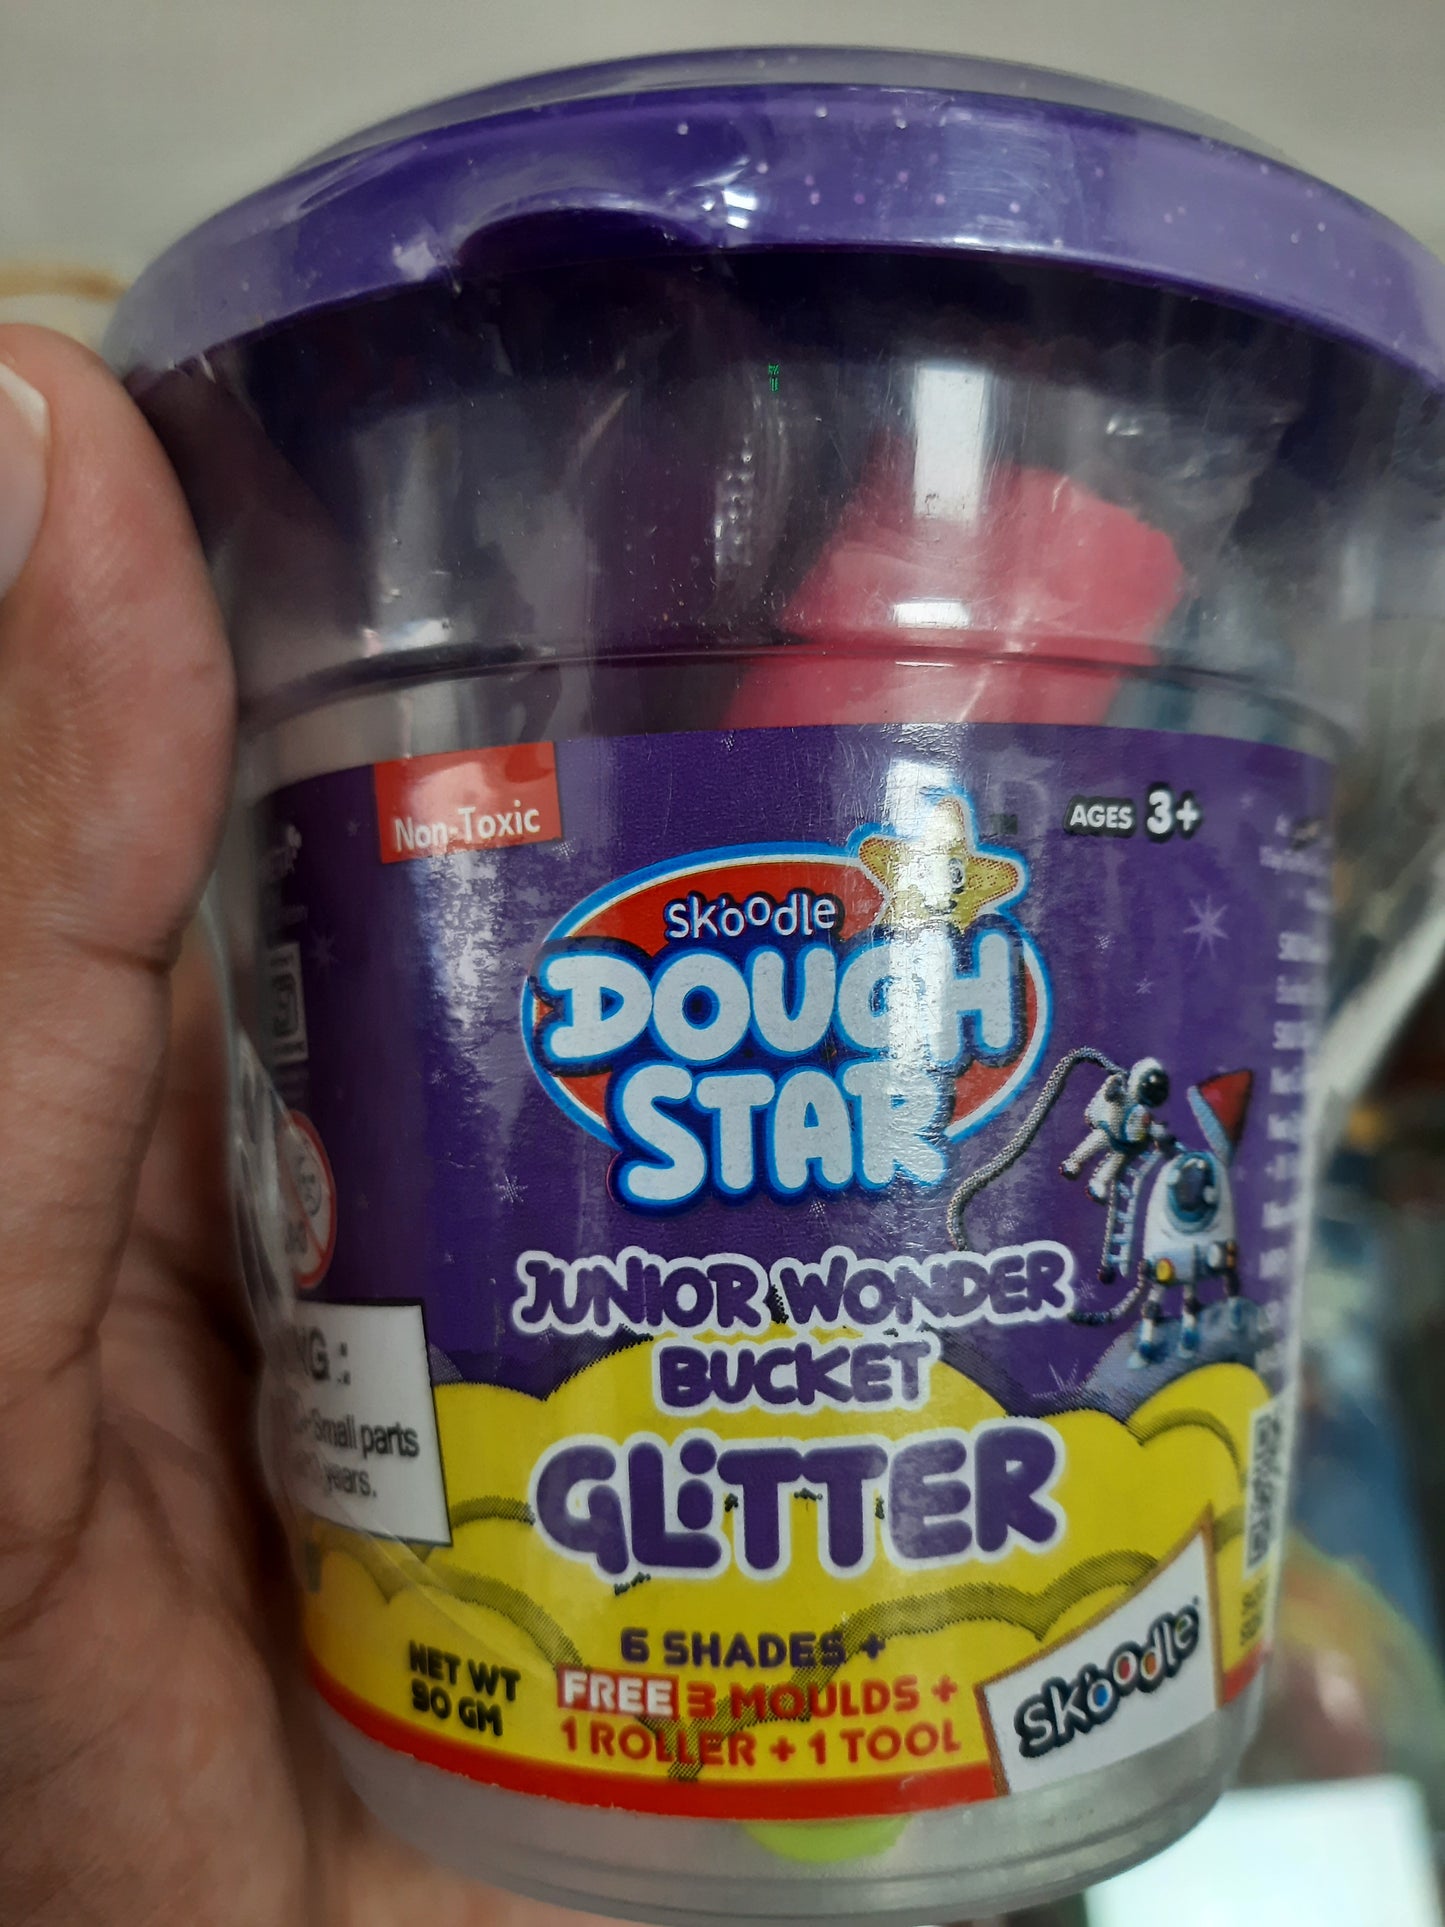 Non-Toxic
AGES 3+
skoodle
DOUGH
STAR
JUNIOR WONDER
BUCKET
GLITTER
Small parts
years.
6 SHADES +
FREE 3 MOULDS +
1 ROLLER + 1 TOOL
NET WT
90 GM
skoodle